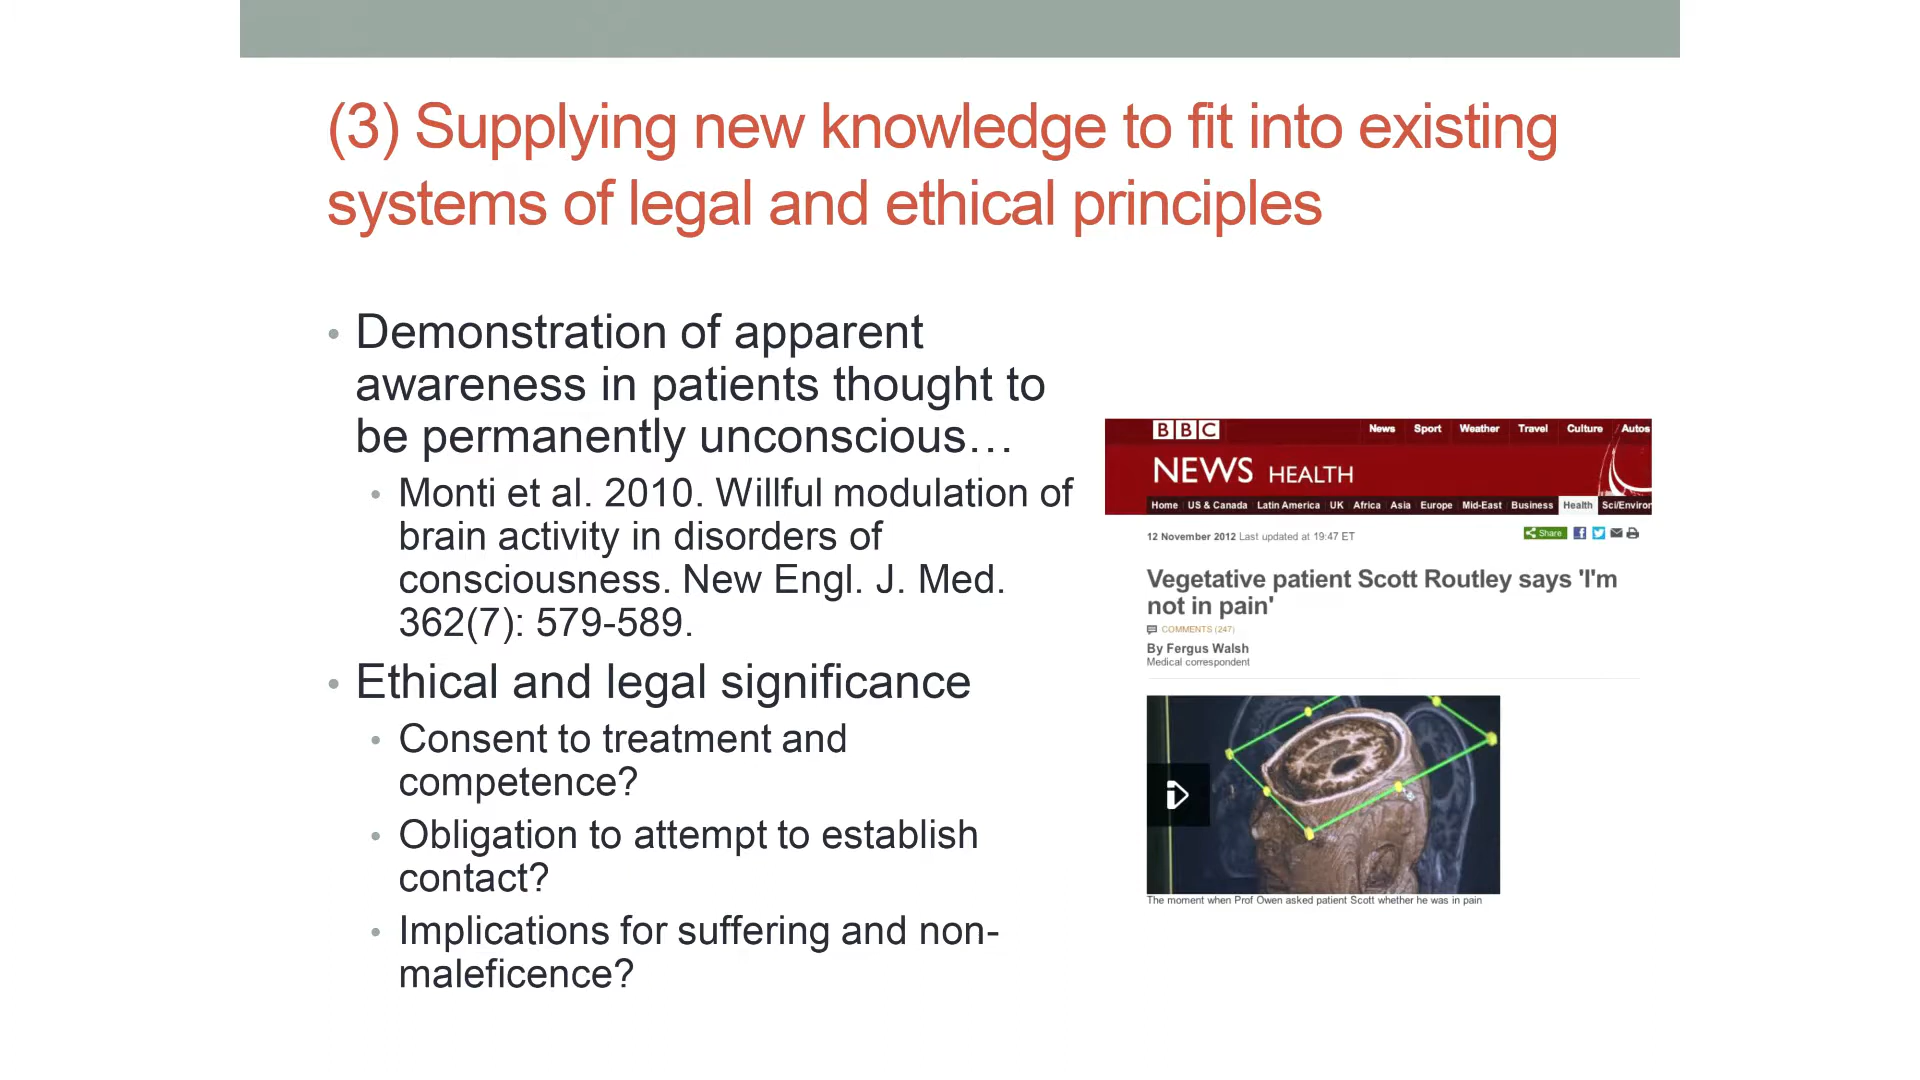 (3) Supplying new knowledge to fit into existing
systems of legal and ethical principles
• Demonstration of apparent
awareness in patients thought to
be permanently unconscious…
• Monti et al. 2010. Willful modulation of
brain activity in disorders of
consciousness. New Engl. J. Med.
362(7): 579-589.
• Ethical and legal significance
• Consent to treatment and
competence?
• Obligation to attempt to establish
contact?
• Implications for suffering and non-
maleficence?
BBC News Sport Weather Travel Culture Autos
NEWS HEALTH
Home US & Canada Latin America UK Africa Asia Europe Mid-East Business Health Sci/Environ
12 November 2012 Last updated at 19:47 ET Share
Vegetative patient Scott Routley says 'I'm
not in pain'
COMMENTS (247)
By Fergus Walsh
Medical correspondent
The moment when Prof Owen asked patient Scott whether he was in pain